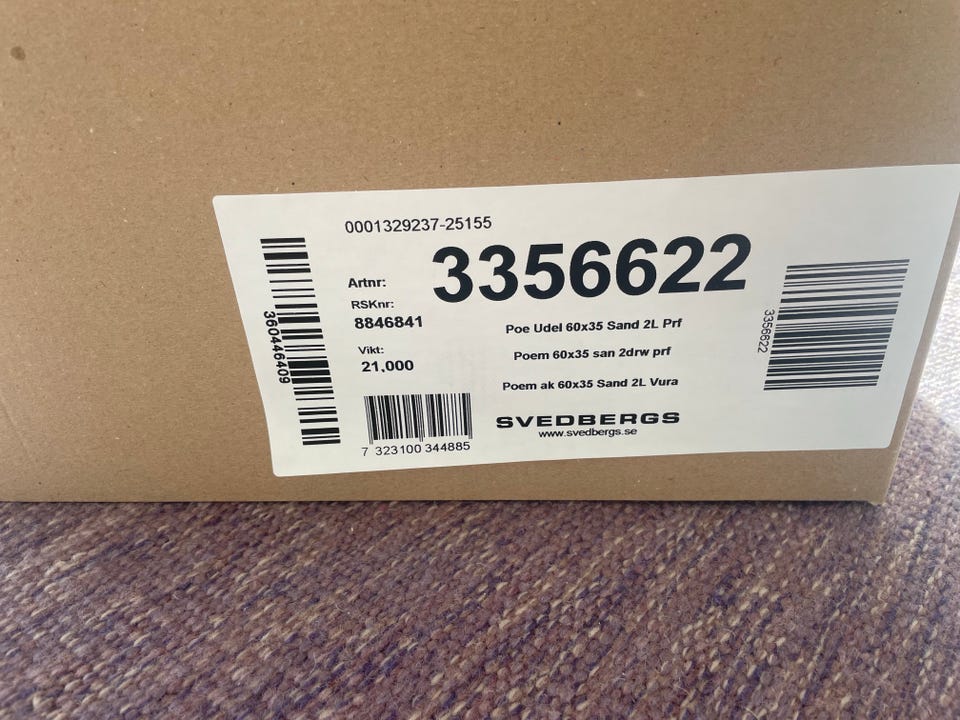 0001329237-25155
Artnr: 3356622
RSKnr:
8846841
Vikt:
21,000
Poe Udel 60x35 Sand 2L Prf
Poem 60x35 san 2drw prf
Poem ak 60x35 Sand 2L Vura
SVEDBERGS
www.svedbergs.se
7 323100 344885
360446409
3356622